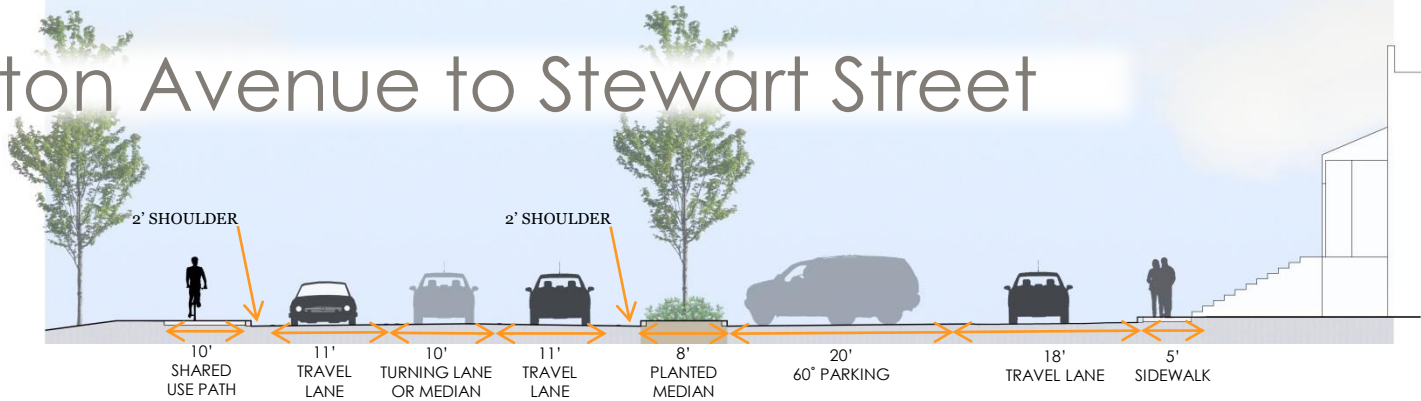 ton Avenue to Stewart Street
2' SHOULDER
2' SHOULDER
10'
SHARED
USE PATH
11'
TRAVEL
LANE
10'
TURNING LANE
OR MEDIAN
11'
TRAVEL
LANE
8'
PLANTED
MEDIAN
20'
60° PARKING
18'
TRAVEL LANE
5'
SIDEWALK